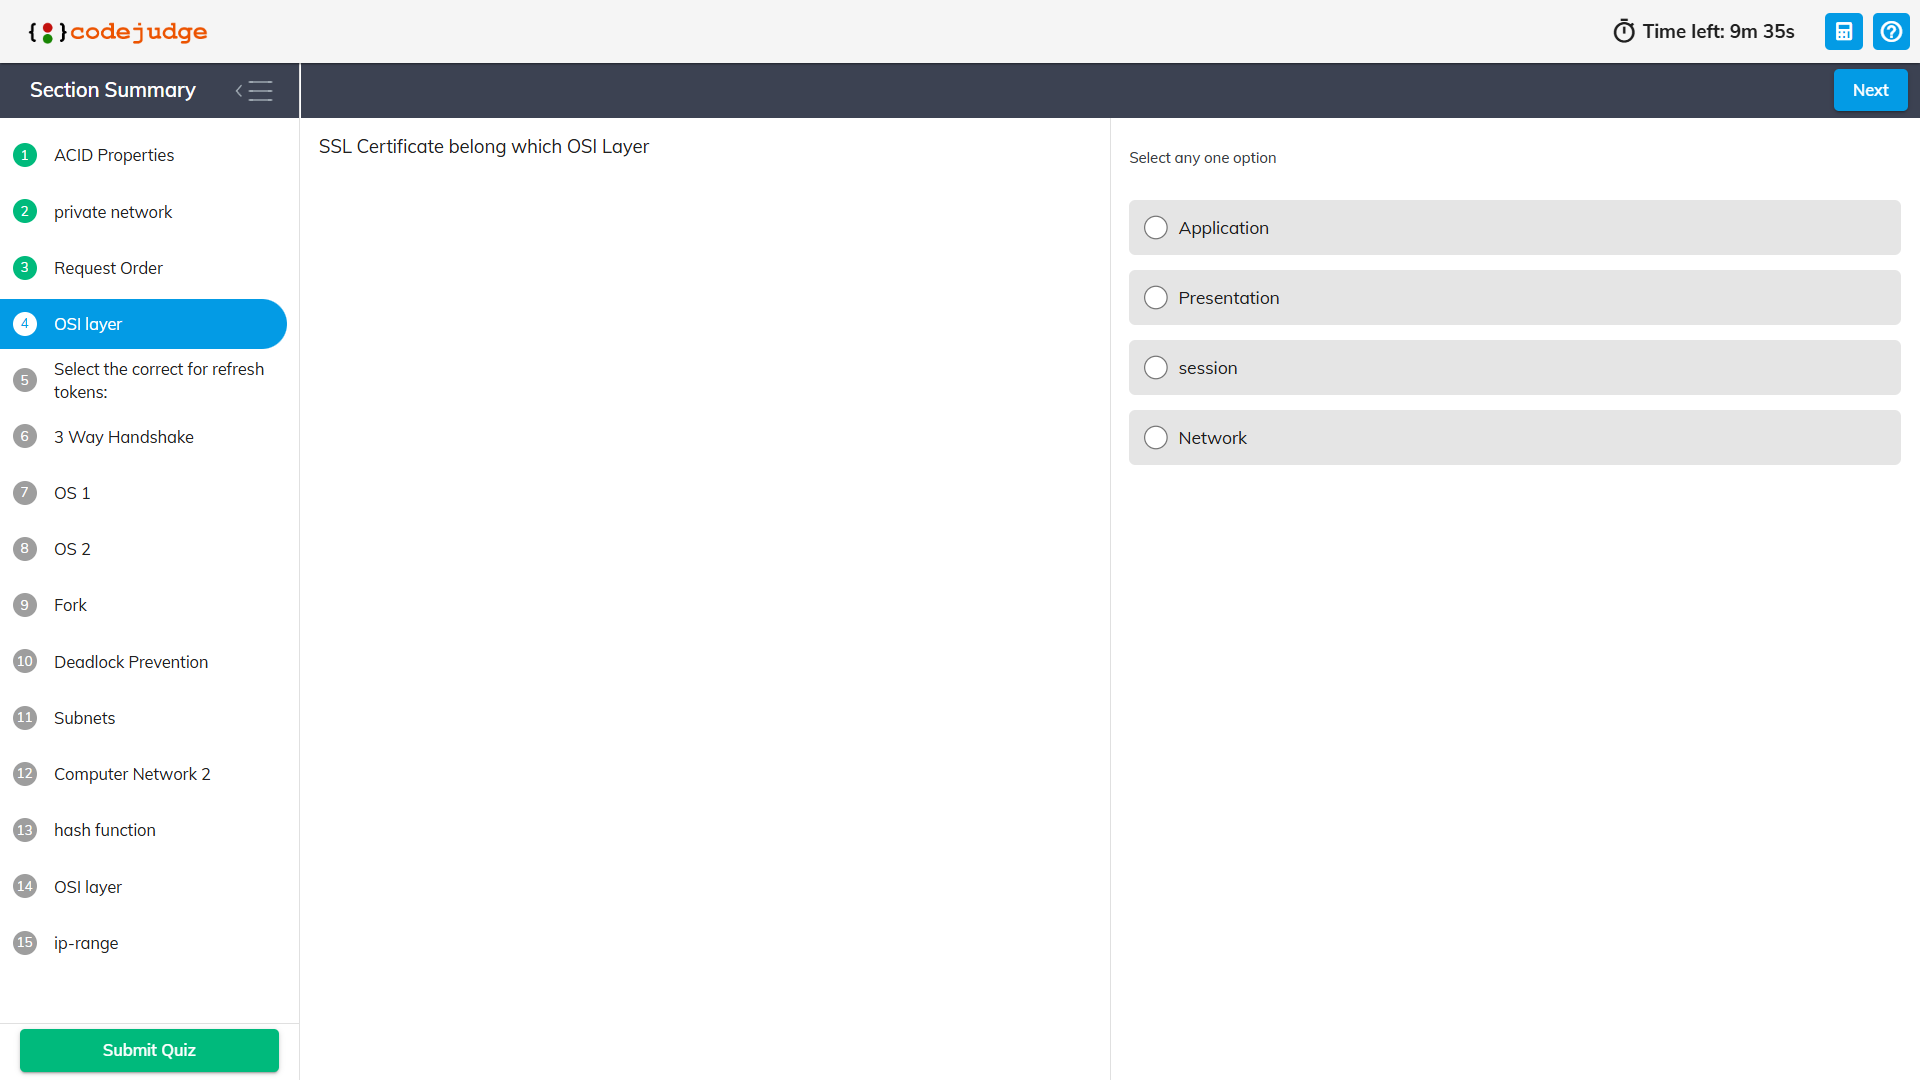 { } codejudge
Time left: 9m 35s
Section Summary
Next
1 ACID Properties
2 private network
3 Request Order
4 OSI layer
5 Select the correct for refresh
tokens:
6 3 Way Handshake
7 OS 1
8 OS 2
9 Fork
10 Deadlock Prevention
11 Subnets
12 Computer Network 2
13 hash function
14 OSI layer
15 ip-range
Submit Quiz
SSL Certificate belong which OSI Layer
Select any one option
Application
Presentation
session
Network